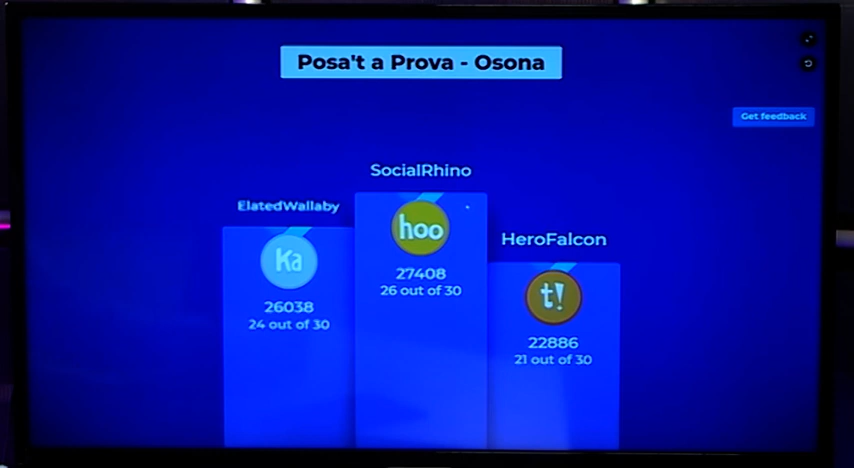 Posa't a Prova - Osona
Get feedback
SocialRhino
hoo
27408
26 out of 30
ElatedWallaby
Ka
26038
24 out of 30
HeroFalcon
t!
22886
21 out of 30